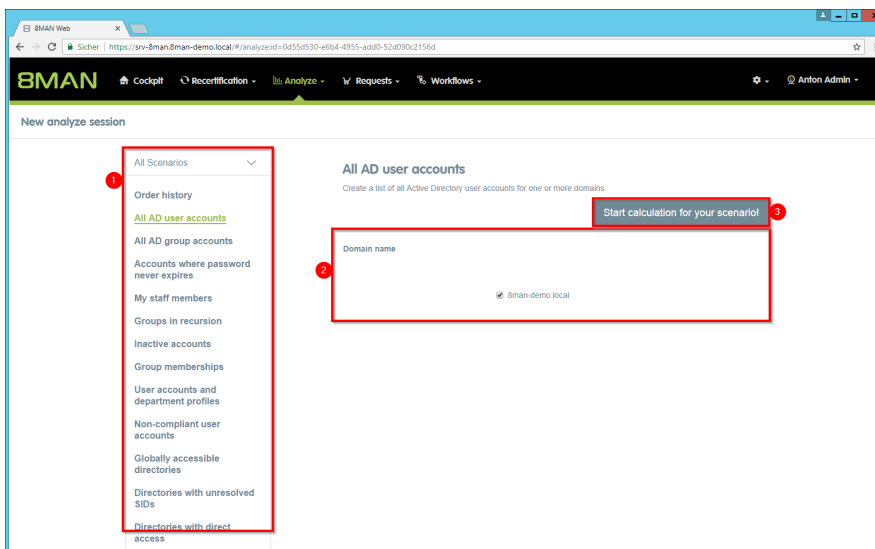 8MAN Web
Sicher https://srv-8man.8man-demo.local/#/analyze;id=0d55d530-e6b4-4955-add0-52d090c2156d
8MAN Cockpit Recertification Analyze Requests Workflows Anton Admin
New analyze session
All Scenarios
1
Order history
All AD user accounts
All AD group accounts
Accounts where password
never expires
My staff members
Groups in recursion
Inactive accounts
Group memberships
User accounts and
department profiles
Non-compliant user
accounts
Globally accessible
directories
Directories with unresolved
SIDs
Directories with direct
access
All AD user accounts
Create a list of all Active Directory user accounts for one or more domains.
Start calculation for your scenario! 3
Domain name
2
8man-demo.local